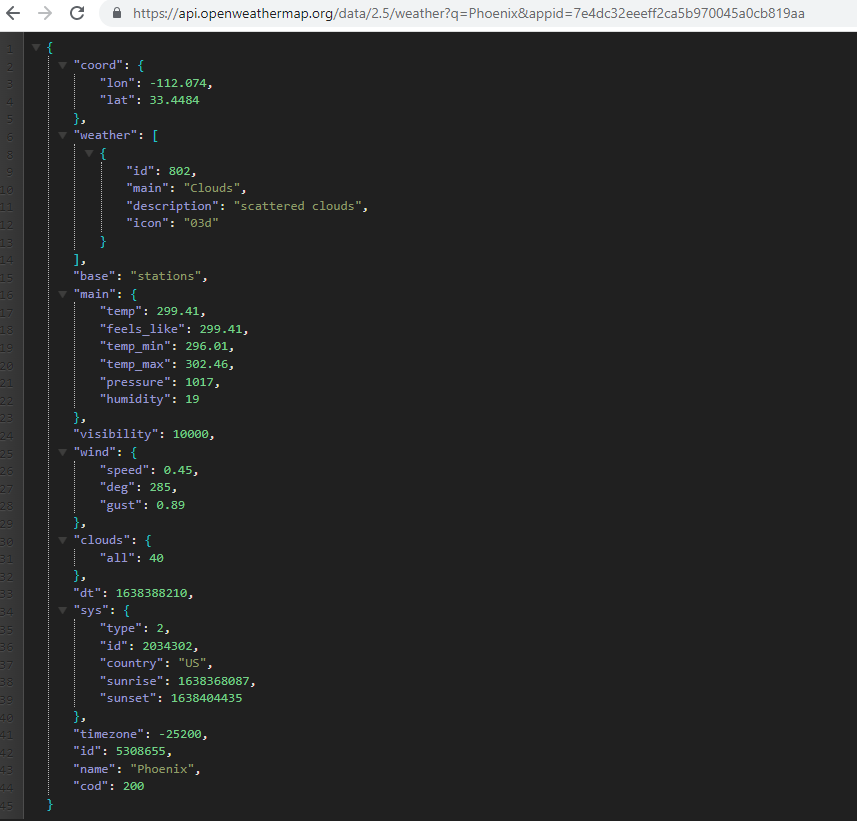 https://api.openweathermap.org/data/2.5/weather?q=Phoenix&appid=7e4dc32eeeff2ca5b970045a0cb819aa
1 {
2 "coord": {
3 "lon": -112.074,
4 "lat": 33.4484
5 },
6 "weather": [
8 {
9 "id": 802,
10 "main": "Clouds",
11 "description": "scattered clouds",
12 "icon": "03d"
13 }
14 ],
15 "base": "stations",
16 "main": {
17 "temp": 299.41,
18 "feels_like": 299.41,
19 "temp_min": 296.01,
20 "temp_max": 302.46,
21 "pressure": 1017,
22 "humidity": 19
23 },
24 "visibility": 10000,
25 "wind": {
26 "speed": 0.45,
27 "deg": 285,
28 "gust": 0.89
29 },
30 "clouds": {
31 "all": 40
32 },
33 "dt": 1638388210,
34 "sys": {
35 "type": 2,
36 "id": 2034302,
37 "country": "US",
38 "sunrise": 1638368087,
39 "sunset": 1638404435
40 },
41 "timezone": -25200,
42 "id": 5308655,
43 "name": "Phoenix",
44 "cod": 200
45 }